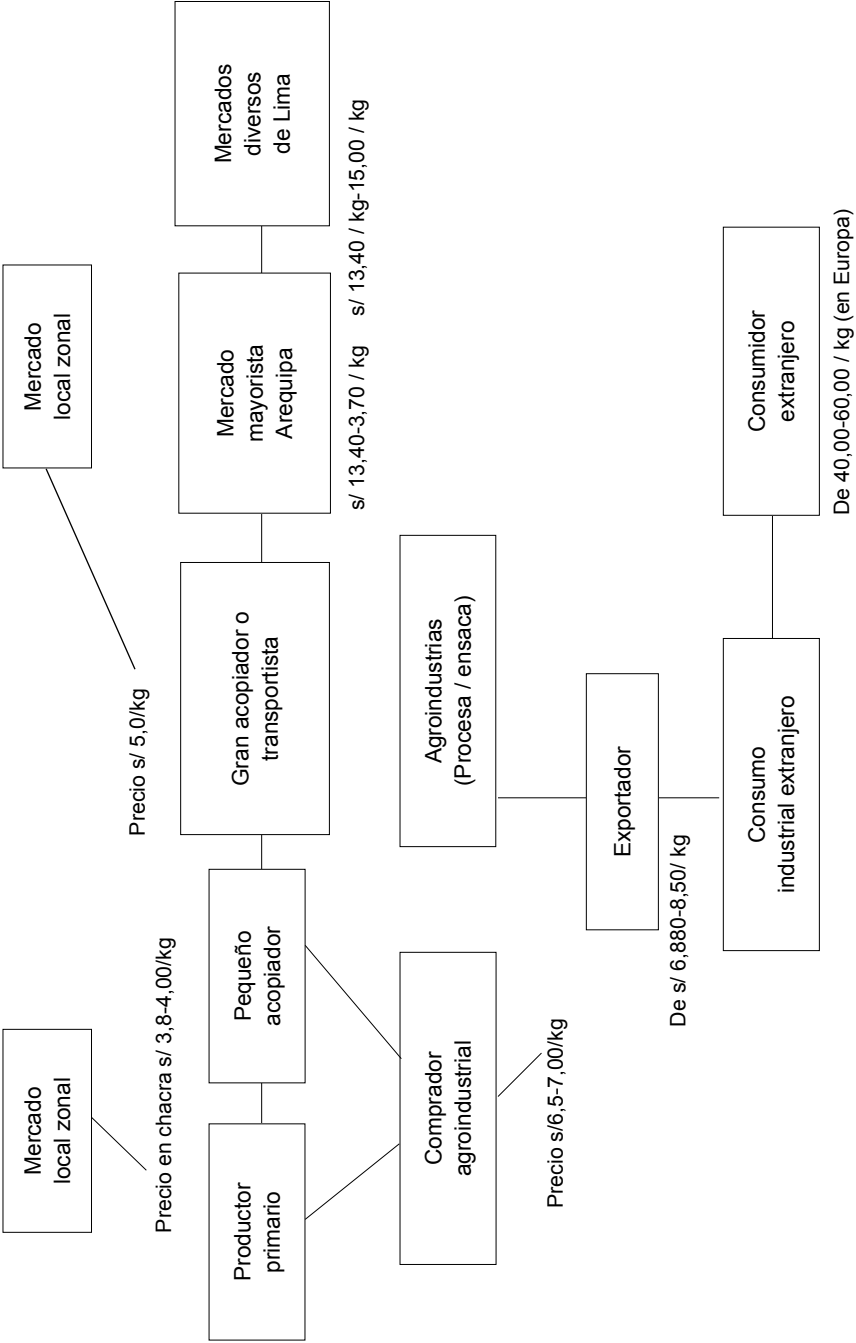 Mercado
local zonal
Mercado
local zonal
Precio en chacra s/ 3,8-4,00/kg
Precio s/ 5,0/kg
Productor
primario
Pequeño
acopiador
Gran acopiador o
transportista
Mercado
mayorista
Arequipa
Mercados
diversos
de Lima
s/ 13,40-3,70 / kg
s/ 13,40 / kg-15,00 / kg
Comprador
agroindustrial
Agroindustrias
(Procesa / ensaca)
Precio s/6,5-7,00/kg
Exportador
De s/ 6,880-8,50/ kg
Consumo
industrial extranjero
Consumidor
extranjero
De 40,00-60,00 / kg (en Europa)